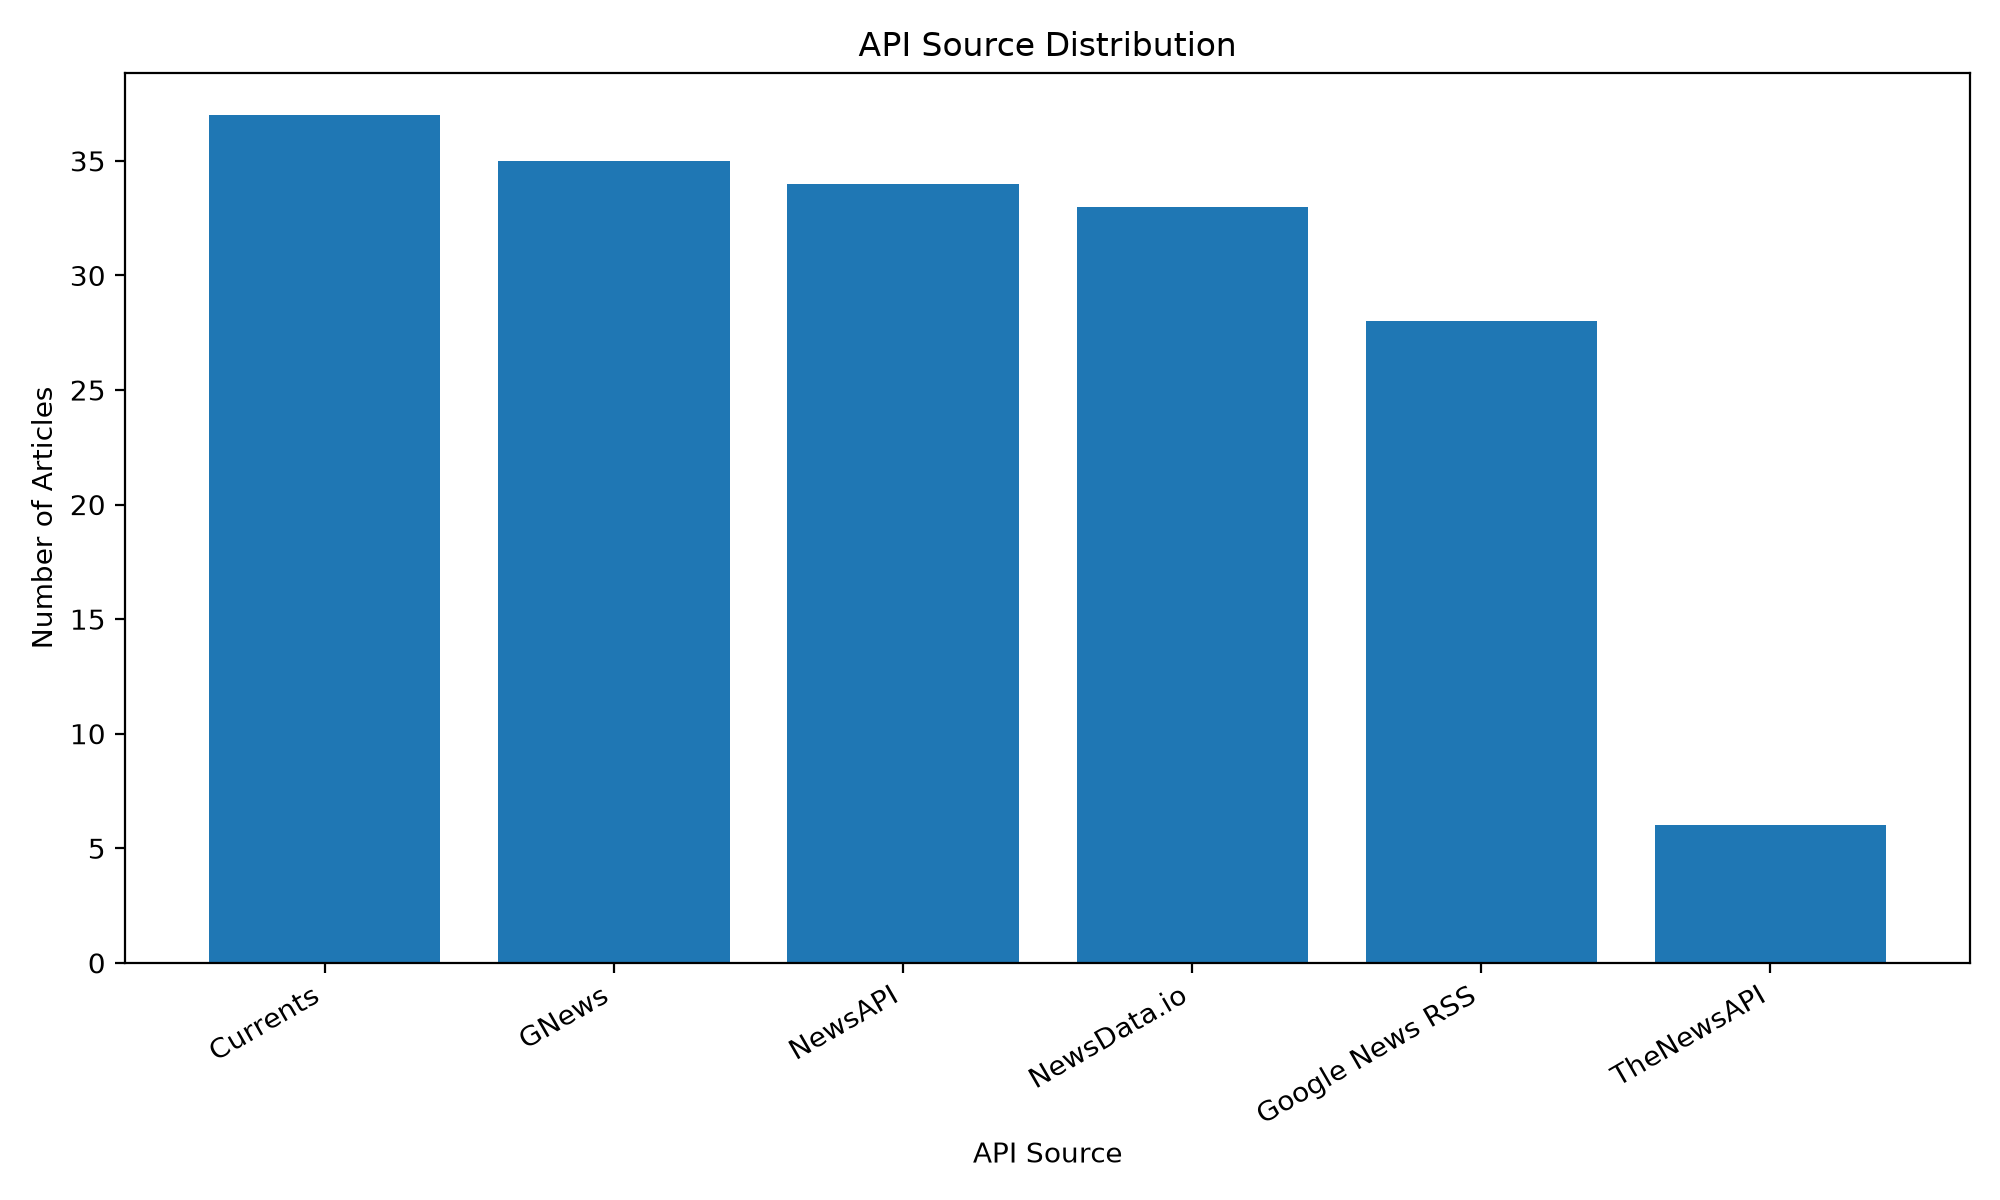 API Source Distribution
Number of Articles
35
30
25
20
15
10
5
0
Currents
GNews
NewsAPI
NewsData.io
Google News RSS
TheNewsAPI
API Source